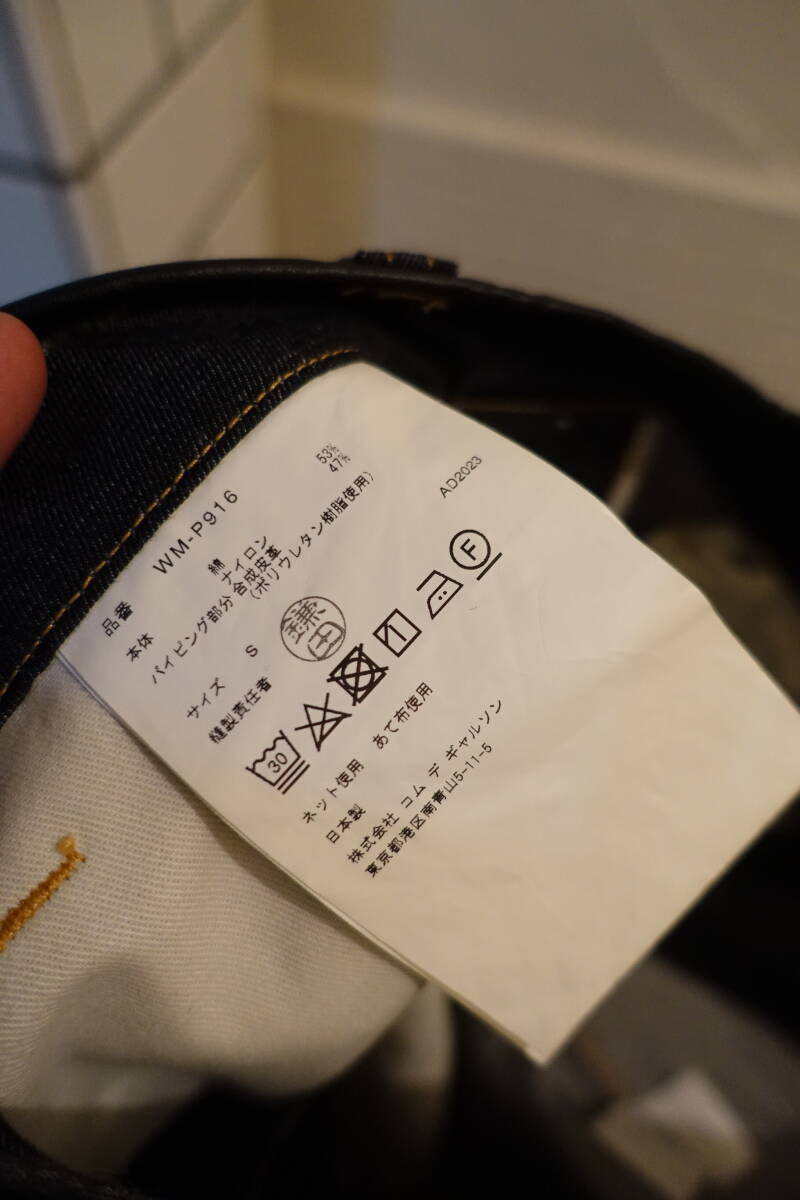 品番 WM-P916
本体 綿 53%
ナイロン 47%
パイピング部分 合成皮革
(ポリウレタン樹脂使用)
サイズ S
縫製責任者 鎌田
30 F
ネット使用 あて布使用
日本製
株式会社 コム デ ギャルソン
東京都港区南青山5-11-5
AD2023